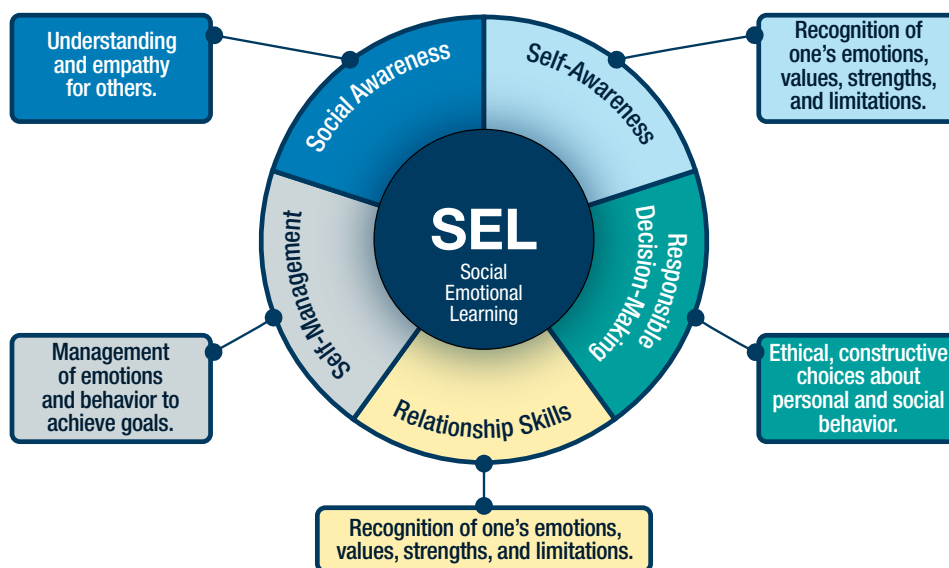 Understanding
and empathy
for others.
Social Awareness
Self-Awareness
Recognition of
one’s emotions,
values, strengths,
and limitations.
SEL
Social
Emotional
Learning
Self-Management
Responsible
Decision-Making
Management
of emotions
and behavior to
achieve goals.
Relationship Skills
Ethical, constructive
choices about
personal and social
behavior.
Recognition of one’s emotions,
values, strengths, and limitations.